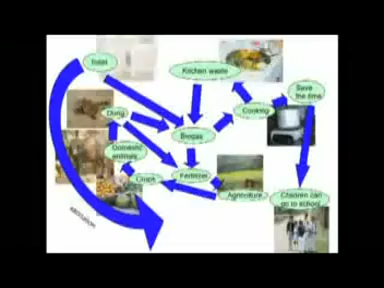 Toilet
Kitchen waste
Save
the time
Dung
Cooking
Biogas
Domestic
animals
Crops
Fertilizer
Agriculture
Children can
go to school